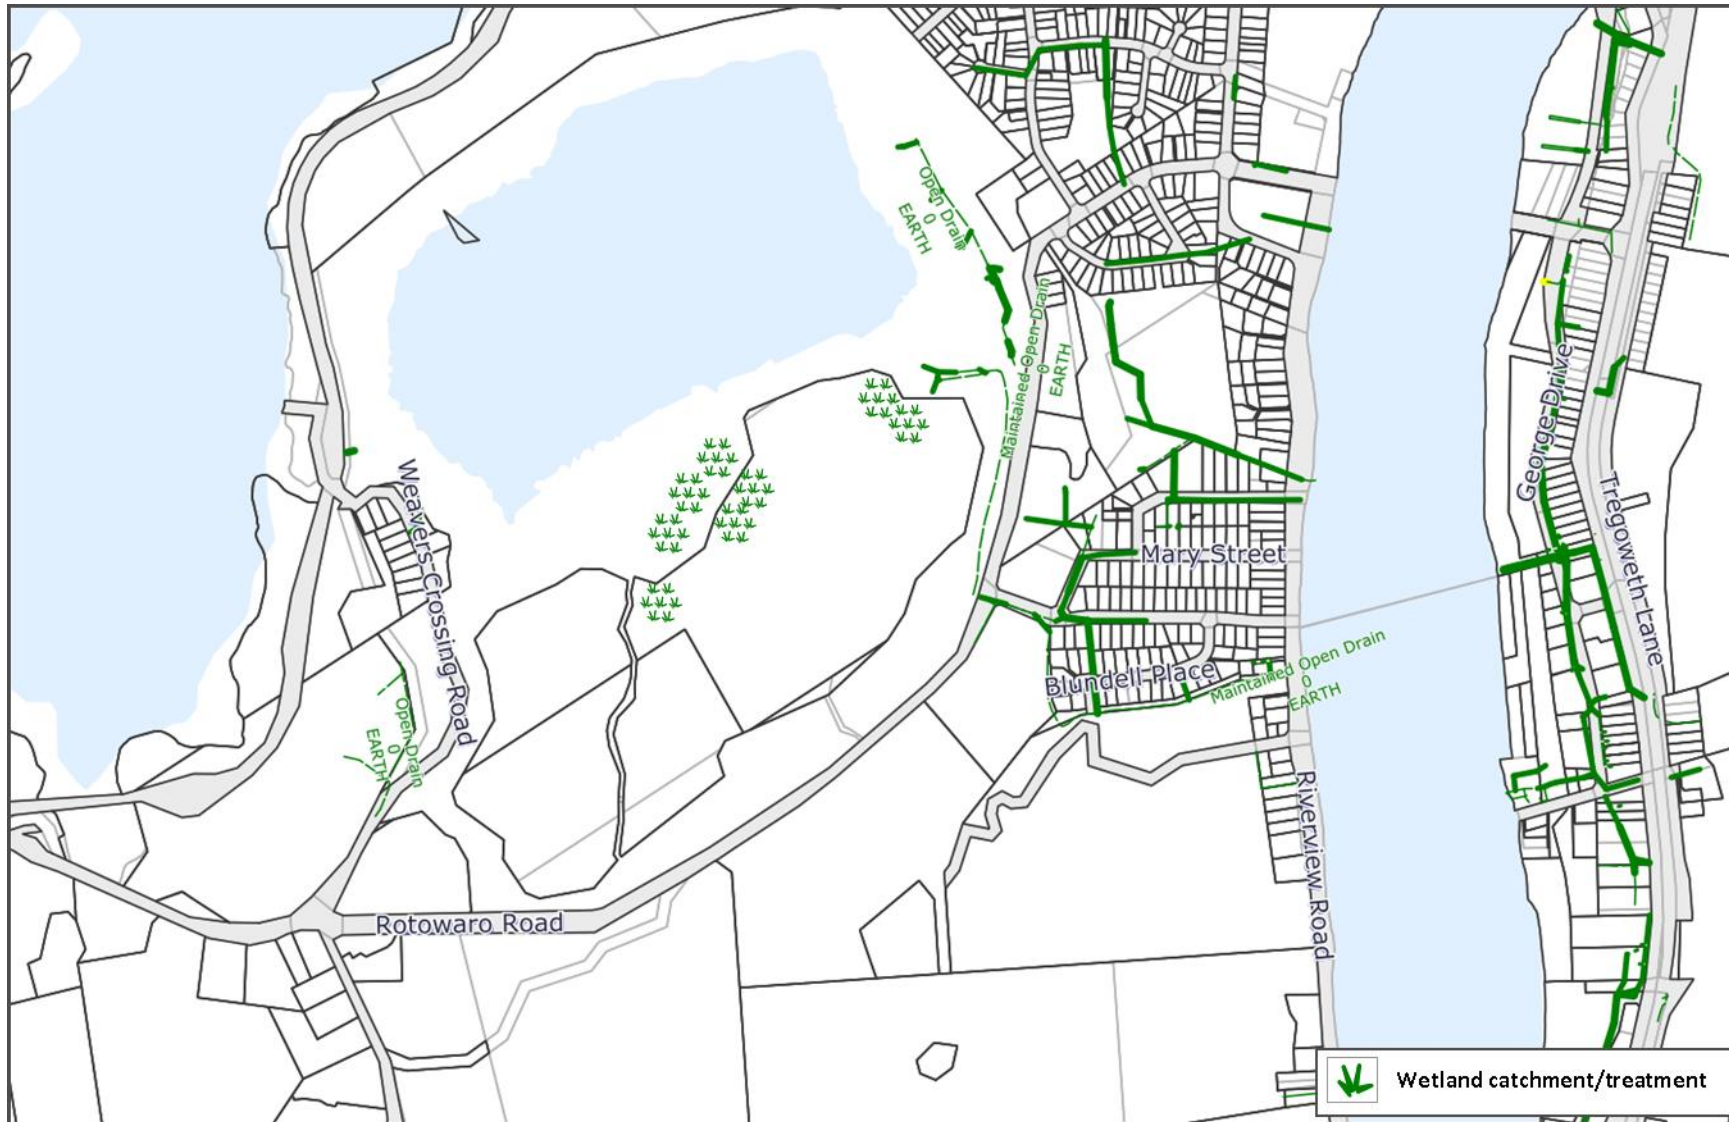 Open Drain
0
EARTH
Maintained Open Drain
0
EARTH
George Drive
Tregoweth Lane
Weavers Crossing Road
Mary Street
Blundell Place
Maintained Open Drain
0
EARTH
Open Drain
0
EARTH
Riverview Road
Rotowaro Road
Wetland catchment/treatment